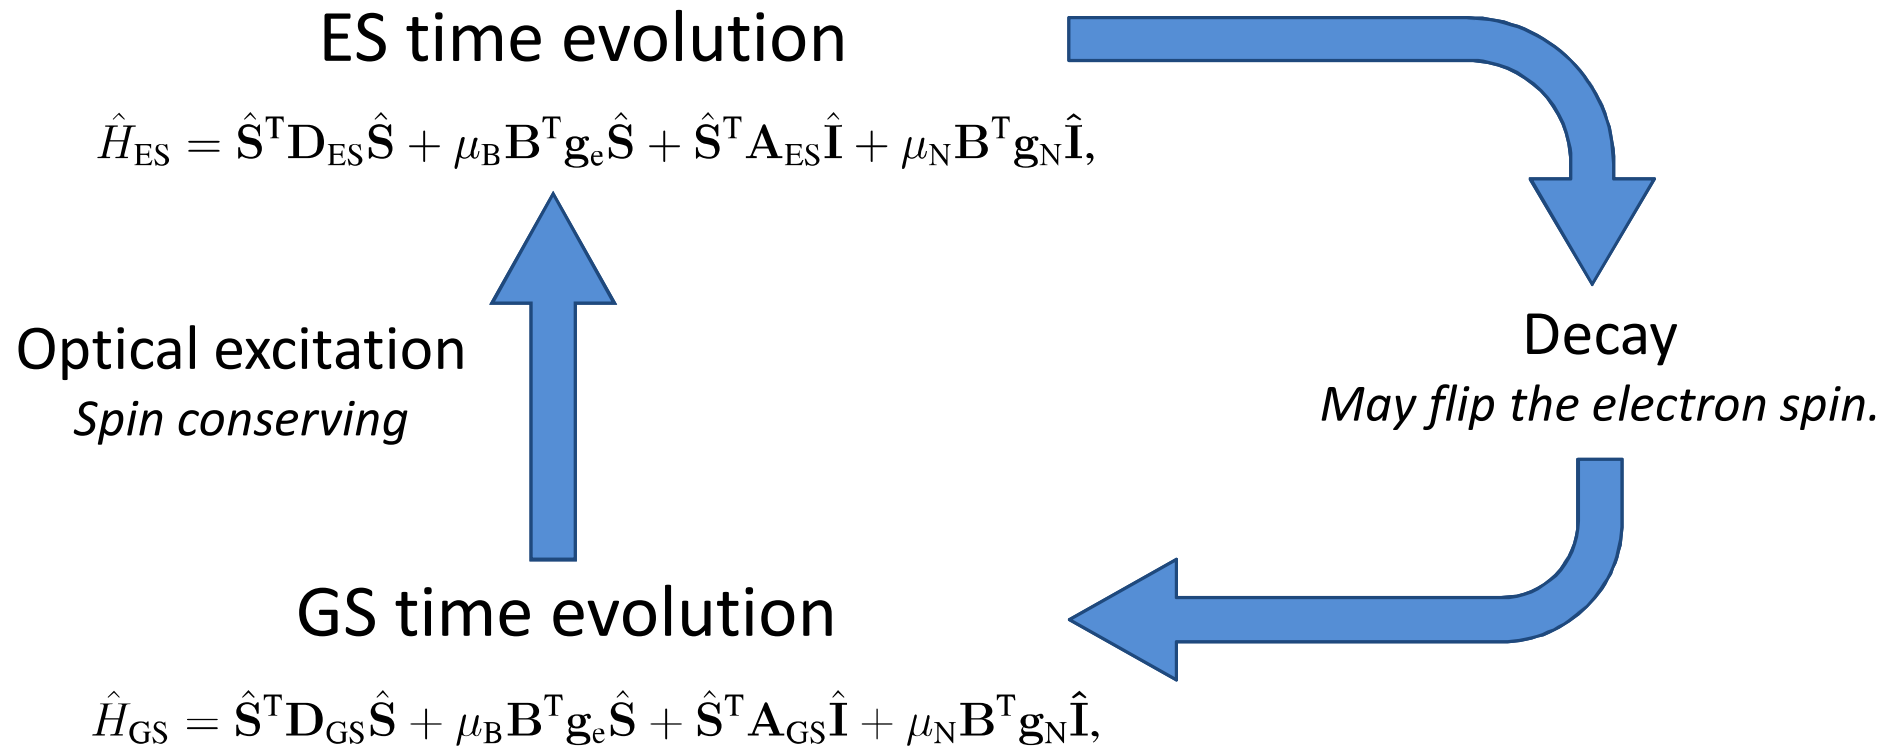 ES time evolution
Ĥ_ES = Ŝ^T D_ES Ŝ + μ_B B^T g_e Ŝ + Ŝ^T A_ES Î + μ_N B^T g_N Î,
Optical excitation
Spin conserving
Decay
May flip the electron spin.
GS time evolution
Ĥ_GS = Ŝ^T D_GS Ŝ + μ_B B^T g_e Ŝ + Ŝ^T A_GS Î + μ_N B^T g_N Î,